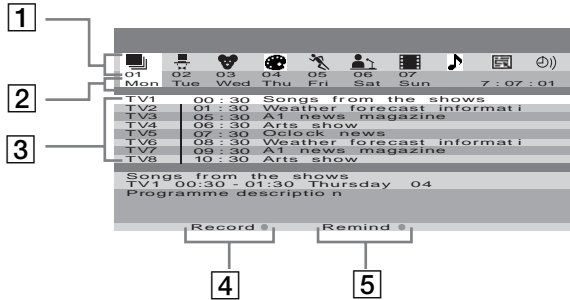 1
01 02 03 04 05 06 07
2
Mon Tue Wed Thu Fri Sat Sun 7 : 07 : 01
TV1 00 : 30 Songs from the shows
TV2 01 : 30 Weather forecast informat i
TV3 05 : 30 A1 news magazine
TV4 06 : 30 Arts show
3
TV5 07 : 30 Oclock news
TV6 08 : 30 Weather forecast informat i
TV7 09 : 30 A1 news magazine
TV8 10 : 30 Arts show
Songs from the shows
TV1 00:30 - 01:30 Thursday 04
Programme descriptio n
Record Remind
4 5